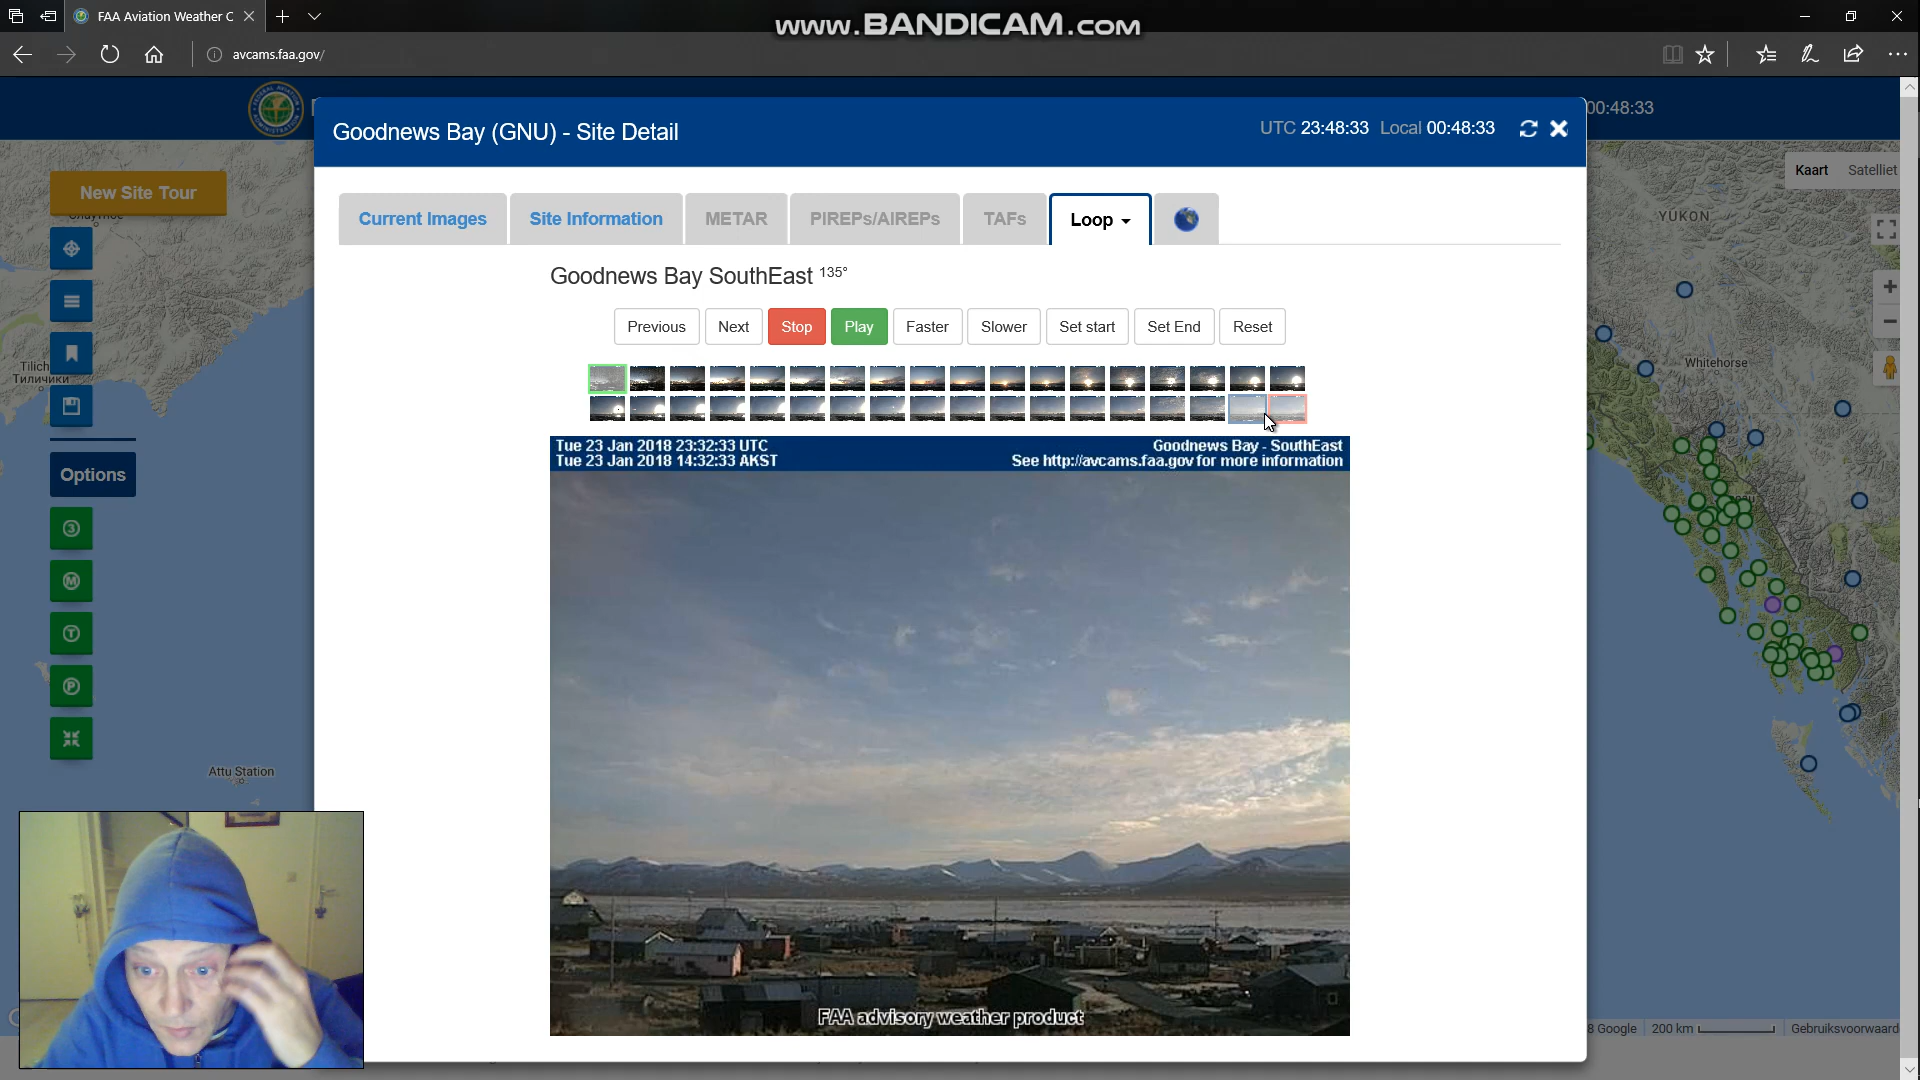 FAA Aviation Weather C
www.BANDICAM.com
avcams.faa.gov/
00:48:33
Goodnews Bay (GNU) - Site Detail
UTC 23:48:33 Local 00:48:33
New Site Tour
Kaart Satelliet
Current Images Site Information METAR PIREPs/AIREPs TAFs Loop
YUKON
Goodnews Bay SouthEast 135°
Previous Next Stop Play Faster Slower Set start Set End Reset
Whitehorse
Tilich
Тиличики
Tue 23 Jan 2018 23:32:33 UTC
Tue 23 Jan 2018 14:32:33 AKST
Goodnews Bay - SouthEast
See http://avcams.faa.gov for more information
Options
3
M
T
P
Attu Station
FAA advisory weather product
8 Google 200 km Gebruiksvoorwaard